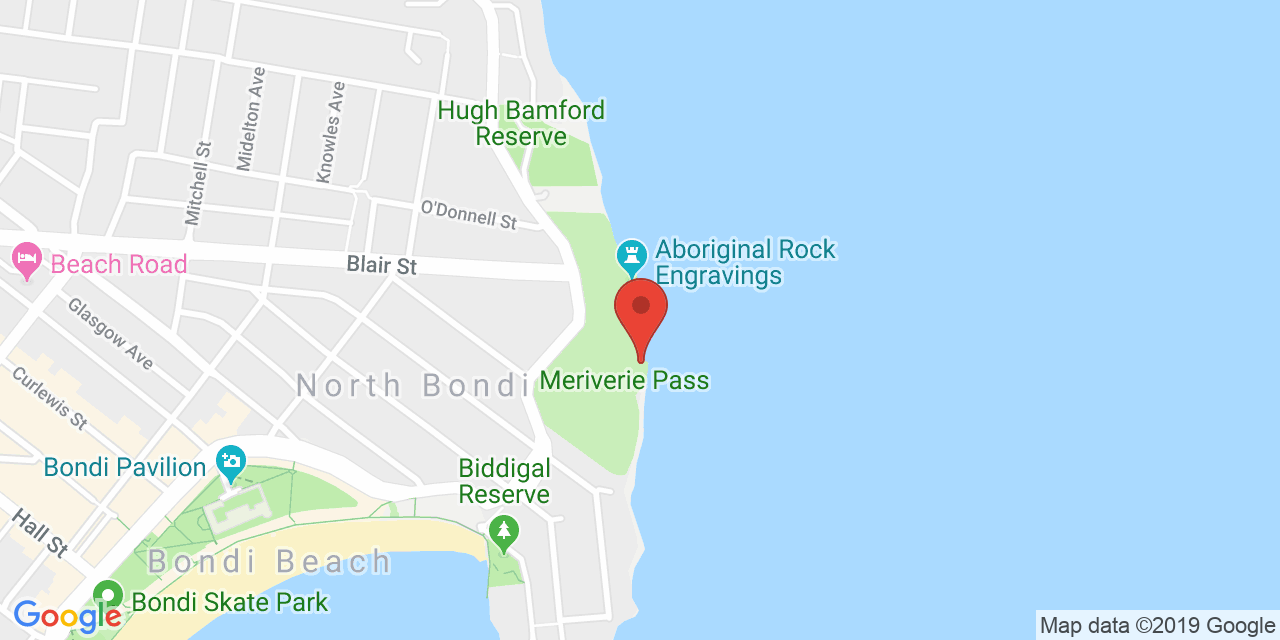 Midelton Ave
Knowles Ave
Hugh Bamford
Reserve
Mitchell St
O'Donnell St
Aboriginal Rock
Engravings
Beach Road
Blair St
Glasgow Ave
North Bondi
Meriverie Pass
Curlewis St
Bondi Pavilion
Biddigal
Reserve
Hall St
Bondi Beach
Bondi Skate Park
Google
Map data ©2019 Google